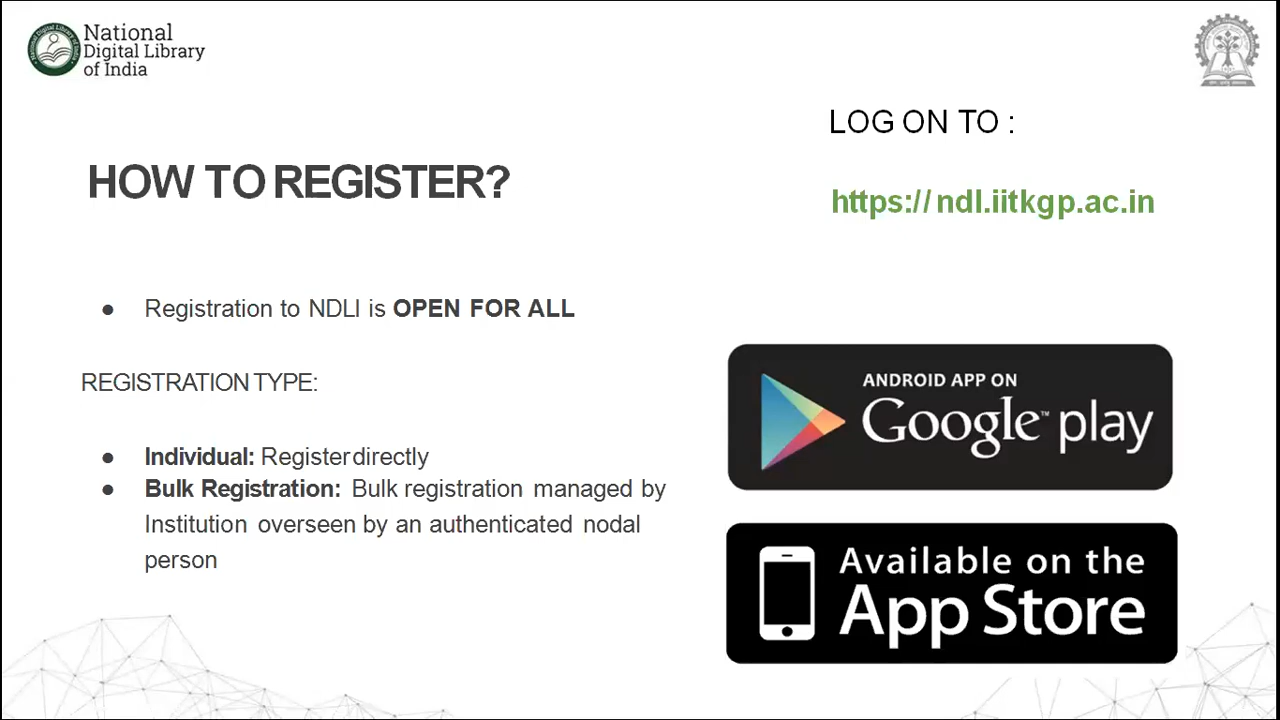 National
Digital Library
of India
LOG ON TO :
HOW TO REGISTER?
https:// ndl.iitkgp.ac.in
● Registration to NDLI is OPEN FOR ALL
REGISTRATION TYPE:
● Individual: Register directly
● Bulk Registration: Bulk registration managed by
Institution overseen by an authenticated nodal
person
ANDROID APP ON
Google™ play
Available on the
App Store